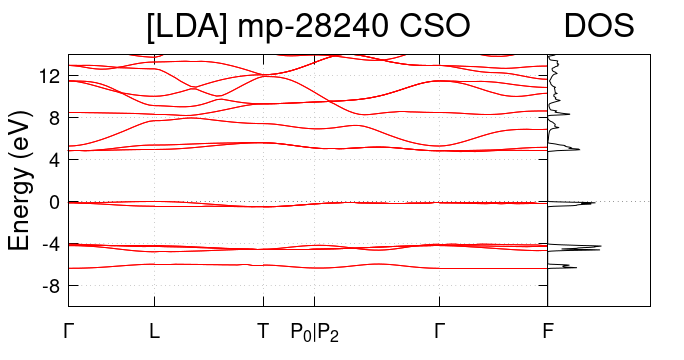 [LDA] mp-28240 CSO DOS
Energy (eV)
12
8
4
0
-4
-8
Γ L T P₀|P₂ Γ F